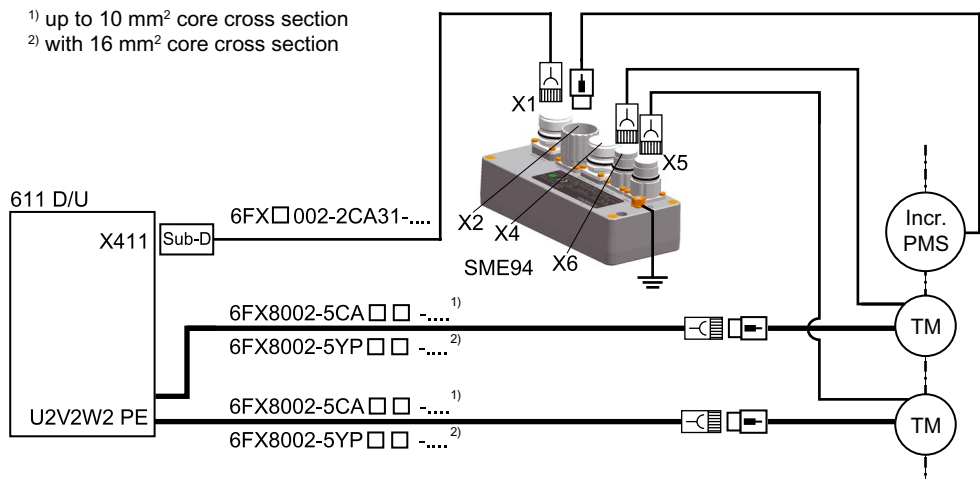 1) up to 10 mm² core cross section
2) with 16 mm² core cross section
X1
X5
611 D/U
6FX□002-2CA31-....
X2
X4
Incr.
PMS
X411
Sub-D
SME94
X6
6FX8002-5CA□□ -....1)
TM
6FX8002-5YP□□ -....2)
6FX8002-5CA□□ -....1)
U2V2W2 PE
TM
6FX8002-5YP□□ -....2)